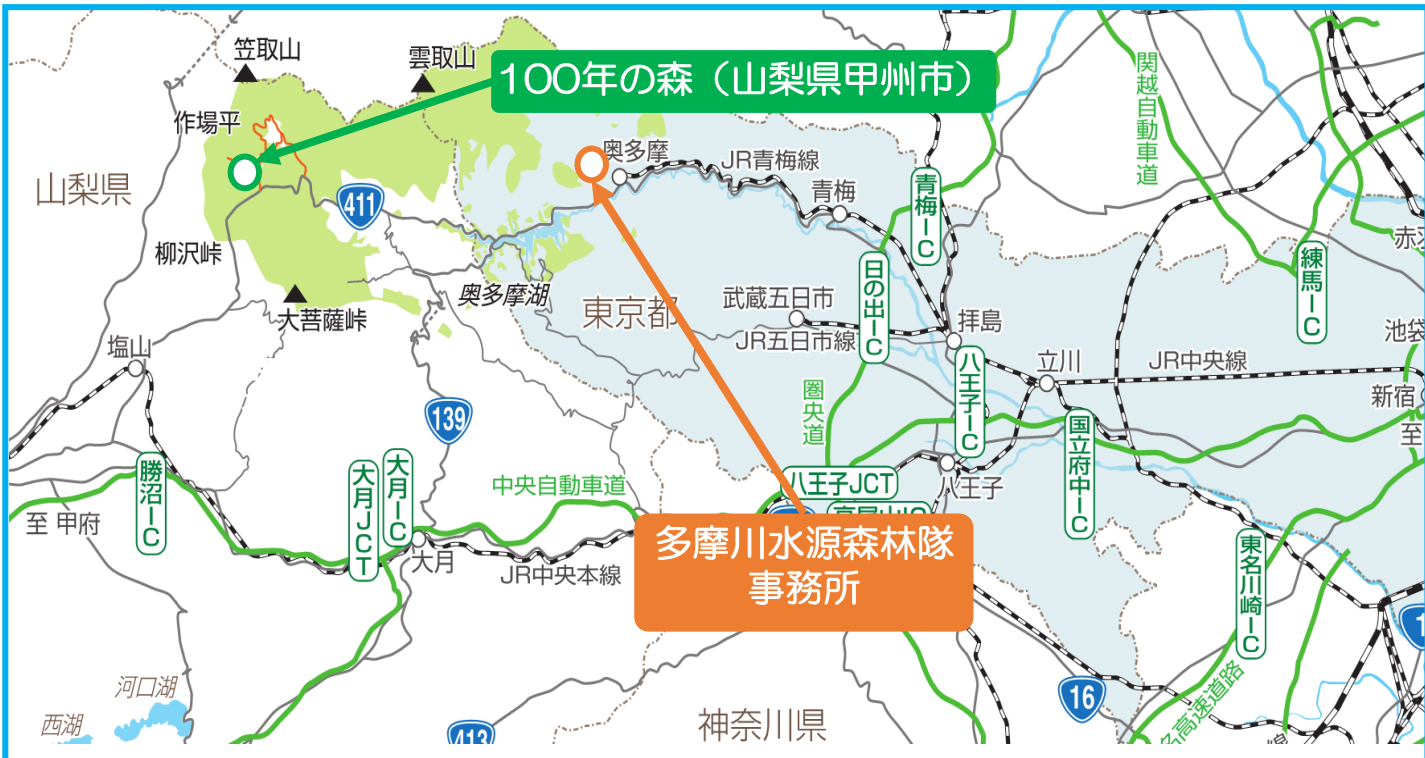 笠取山
雲取山
100年の森（山梨県甲州市）
関越自動車道
作場平
奥多摩
JR青梅線
山梨県
411
青梅
青梅IC
柳沢峠
日の出IC
練馬IC
奥多摩湖
武蔵五日市
東京都
大菩薩峠
拝島
JR五日市線
塩山
八王子IC
立川
JR中央線
池袋
新宿
至
139
圏央道
国立府中IC
勝沼IC
大月JCT
大月IC
中央自動車道
八王子JCT
八王子
至 甲府
多摩川水源森林隊
事務所
大月
JR中央本線
東名川崎IC
河口湖
西湖
16
神奈川県
413
名高速道路
線